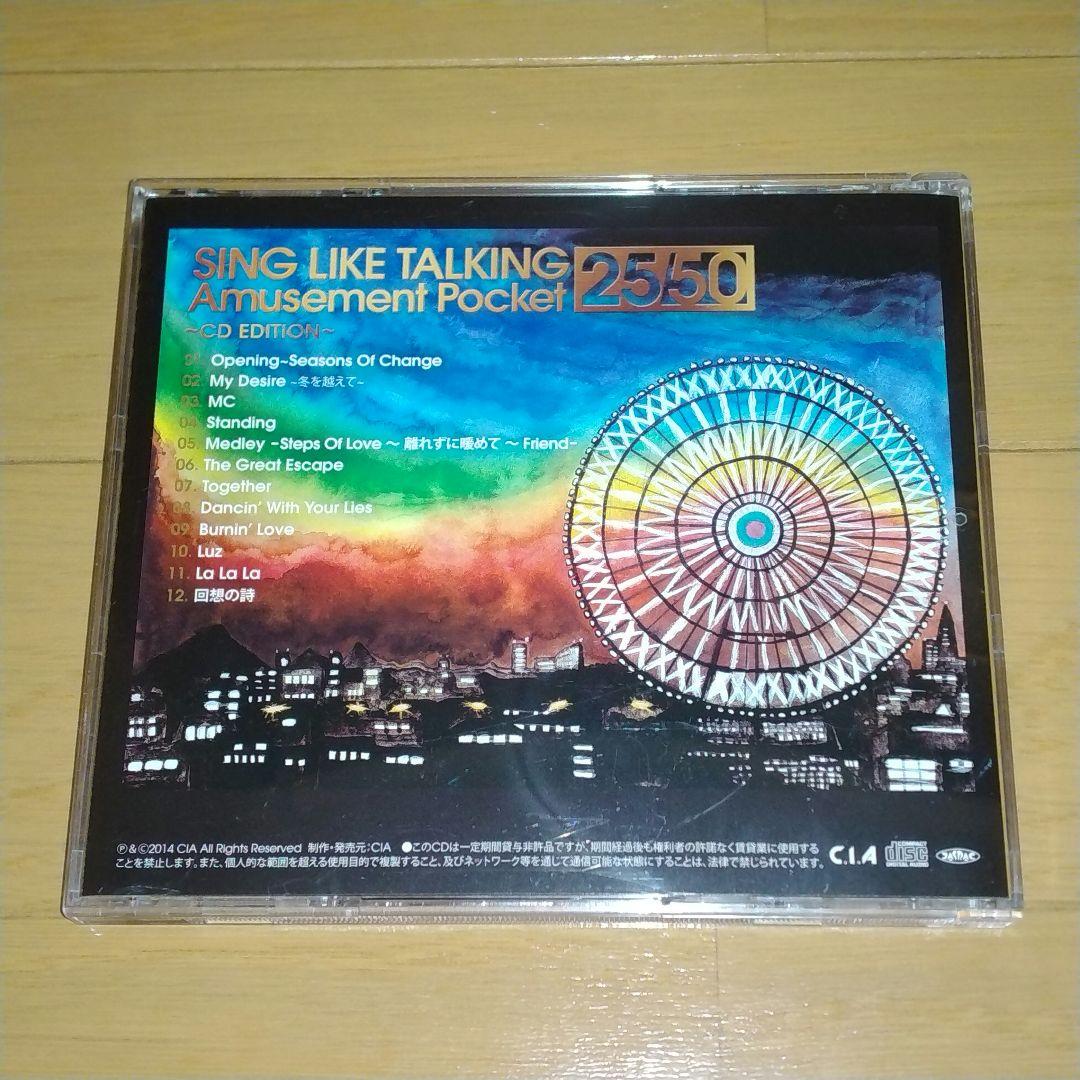 SING LIKE TALKING
Amusement Pocket 25/50
~CD EDITION~
01. Opening~Seasons Of Change
02. My Desire ~冬を越えて~
03. MC
04. Standing
05. Medley -Steps Of Love ～ 離れずに暖めて ～ Friend-
06. The Great Escape
07. Together
08. Dancin' With Your Lies
09. Burnin' Love
10. Luz
11. La La La
12. 回想の詩
℗&©2014 CIA All Rights Reserved 制作・発売元:CIA ●このCDは一定期間貸与非許品ですが、期間経過後も権利者の許諾なく賃貸業に使用する
ことを禁止します。また、個人的な範囲を超える使用目的で複製すること、及びネットワーク等を通じて通信可能な状態にすることは、法律で禁じられています。
C.I.A
COMPACT
disc
DIGITAL AUDIO
JASRAC